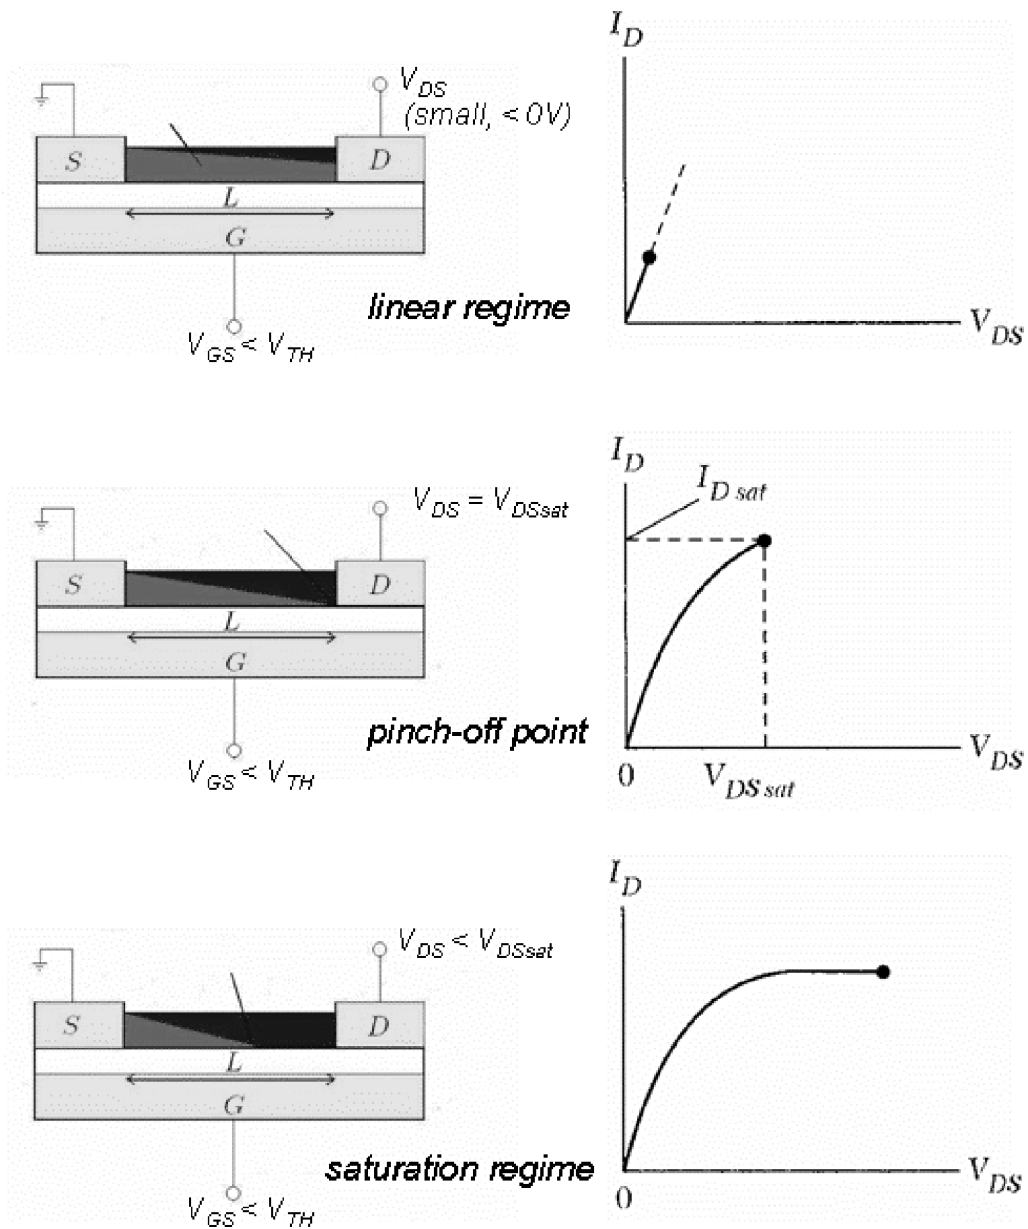 V_DS
(small, < 0V)
S
D
L
G
V_GS < V_TH
linear regime
I_D
V_DS
V_DS = V_DSsat
S
D
L
G
V_GS < V_TH
pinch-off point
I_D
I_D sat
0
V_DS sat
V_DS
V_DS < V_DSsat
S
D
L
G
V_GS < V_TH
saturation regime
I_D
0
V_DS